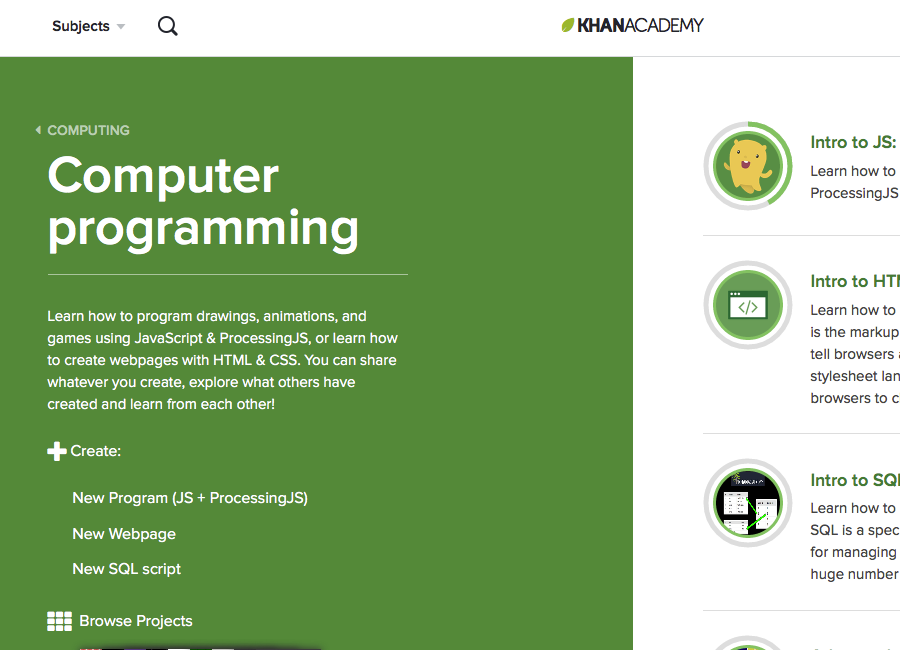 Subjects
KHANACADEMY
COMPUTING
Computer
programming
Learn how to program drawings, animations, and
games using JavaScript & ProcessingJS, or learn how
to create webpages with HTML & CSS. You can share
whatever you create, explore what others have
created and learn from each other!
Create:
New Program (JS + ProcessingJS)
New Webpage
New SQL script
Browse Projects
Intro to JS:
Learn how to
ProcessingJS
</>
Intro to HTM
Learn how to
is the markup
tell browsers
stylesheet lan
browsers to c
Intro to SQL
Learn how to
SQL is a spec
for managing
huge number